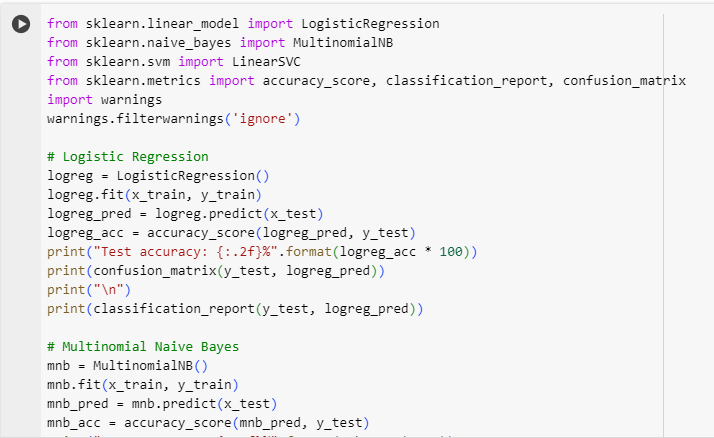 from sklearn.linear_model import LogisticRegression
from sklearn.naive_bayes import MultinomialNB
from sklearn.svm import LinearSVC
from sklearn.metrics import accuracy_score, classification_report, confusion_matrix
import warnings
warnings.filterwarnings('ignore')

# Logistic Regression
logreg = LogisticRegression()
logreg.fit(x_train, y_train)
logreg_pred = logreg.predict(x_test)
logreg_acc = accuracy_score(logreg_pred, y_test)
print("Test accuracy: {:.2f}%".format(logreg_acc * 100))
print(confusion_matrix(y_test, logreg_pred))
print("\n")
print(classification_report(y_test, logreg_pred))

# Multinomial Naive Bayes
mnb = MultinomialNB()
mnb.fit(x_train, y_train)
mnb_pred = mnb.predict(x_test)
mnb_acc = accuracy_score(mnb_pred, y_test)